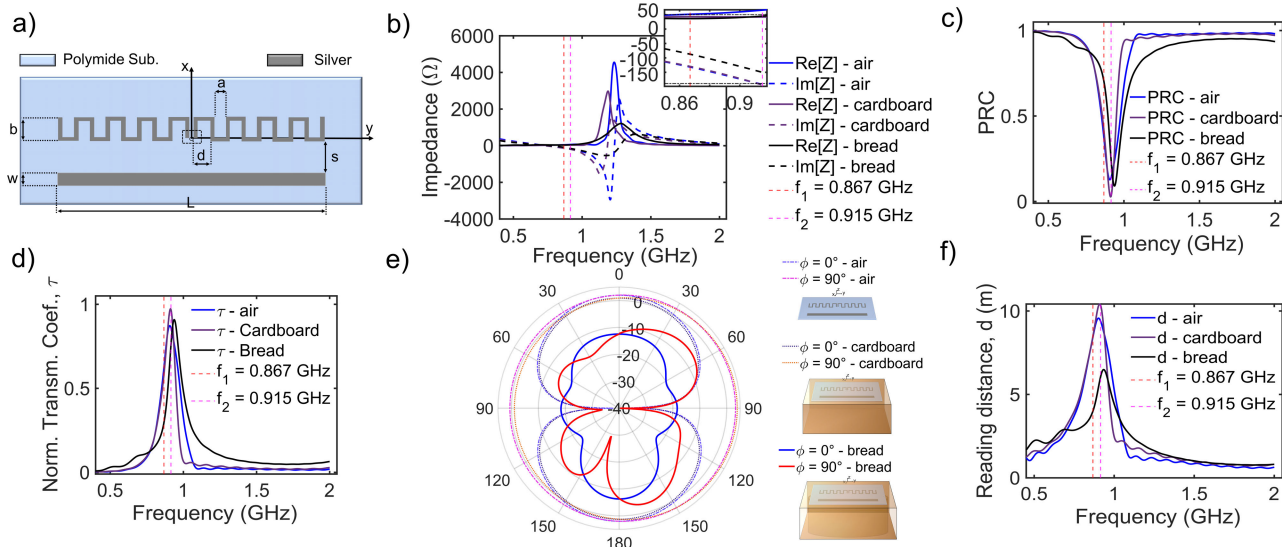 a)
Polymide Sub.
Silver
x
a
b
y
d
s
w
L
b)
6000
4000
2000
0
-2000
-4000
Impedance (Ω)
0.5
1
1.5
2
Frequency (GHz)
50
0
-50
-100
-150
0.86
0.9
Re[Z] - air
Im[Z] - air
Re[Z] - cardboard
Im[Z] - cardboard
Re[Z] - bread
Im[Z] - bread
f1 = 0.867 GHz
f2 = 0.915 GHz
c)
1
0.5
0
PRC
PRC - air
PRC - cardboard
PRC - bread
f1 = 0.867 GHz
f2 = 0.915 GHz
0.5
1
1.5
2
Frequency (GHz)
d)
1
0.5
0
Norm. Transm. Coef., τ
τ - air
τ - Cardboard
τ - Bread
f1 = 0.867 GHz
f2 = 0.915 GHz
0.5
1
1.5
2
Frequency (GHz)
e)
0
30
30
60
60
90
90
120
120
150
150
180
0
-10
-20
-30
-40
ϕ = 0° - air
ϕ = 90° - air
ϕ = 0° - cardboard
ϕ = 90° - cardboard
ϕ = 0° - bread
ϕ = 90° - bread
f)
10
5
0
Reading distance, d (m)
d - air
d - cardboard
d - bread
f1 = 0.867 GHz
f2 = 0.915 GHz
0.5
1
1.5
2
Frequency (GHz)